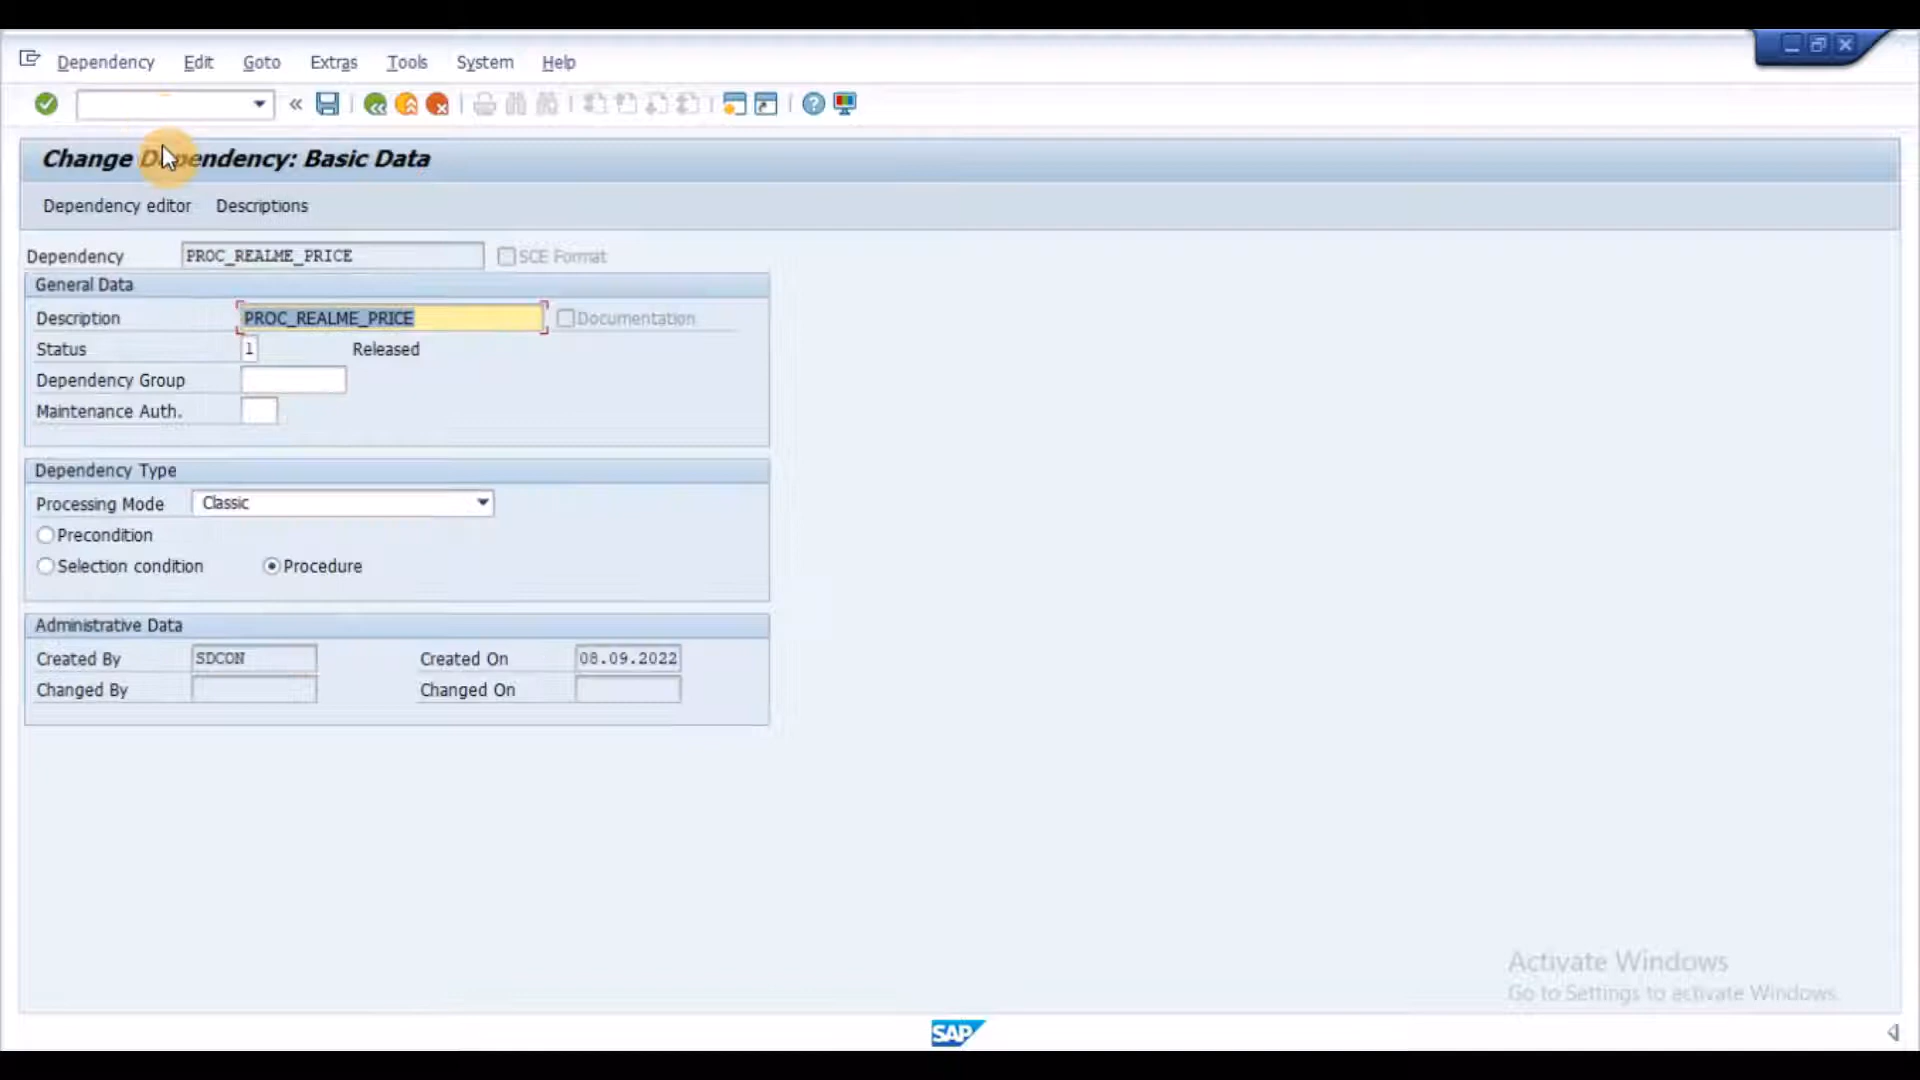 Dependency Edit Goto Extras Tools System Help
Change Dependency: Basic Data
Dependency editor Descriptions
Dependency PROC_REALME_PRICE SCE Format
General Data
Description PROC_REALME_PRICE Documentation
Status 1 Released
Dependency Group
Maintenance Auth.
Dependency Type
Processing Mode Classic
Precondition
Selection condition Procedure
Administrative Data
Created By SDCON Created On 08.09.2022
Changed By Changed On
Activate Windows
Go to Settings to activate Windows.
SAP